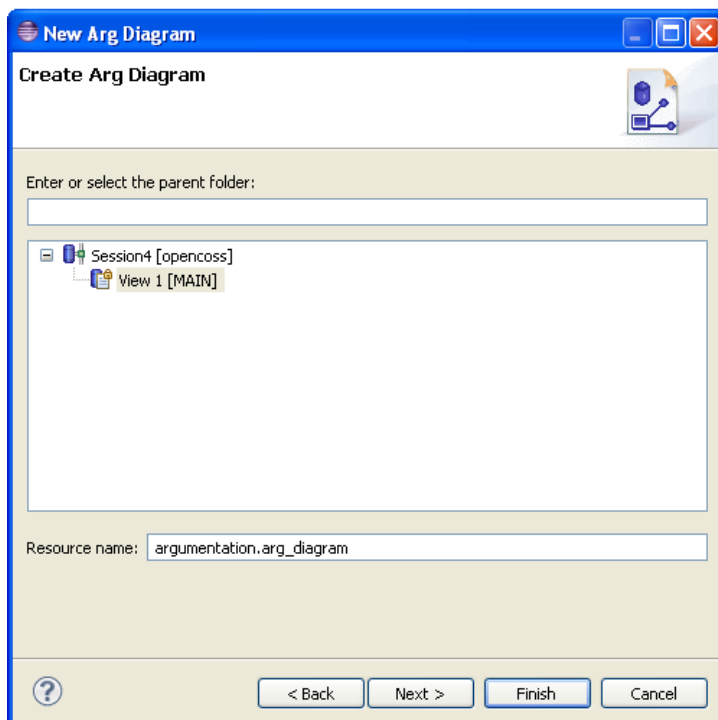 New Arg Diagram
Create Arg Diagram
Enter or select the parent folder:
Session4 [opencoss]
View 1 [MAIN]
Resource name: argumentation.arg_diagram
? < Back Next > Finish Cancel